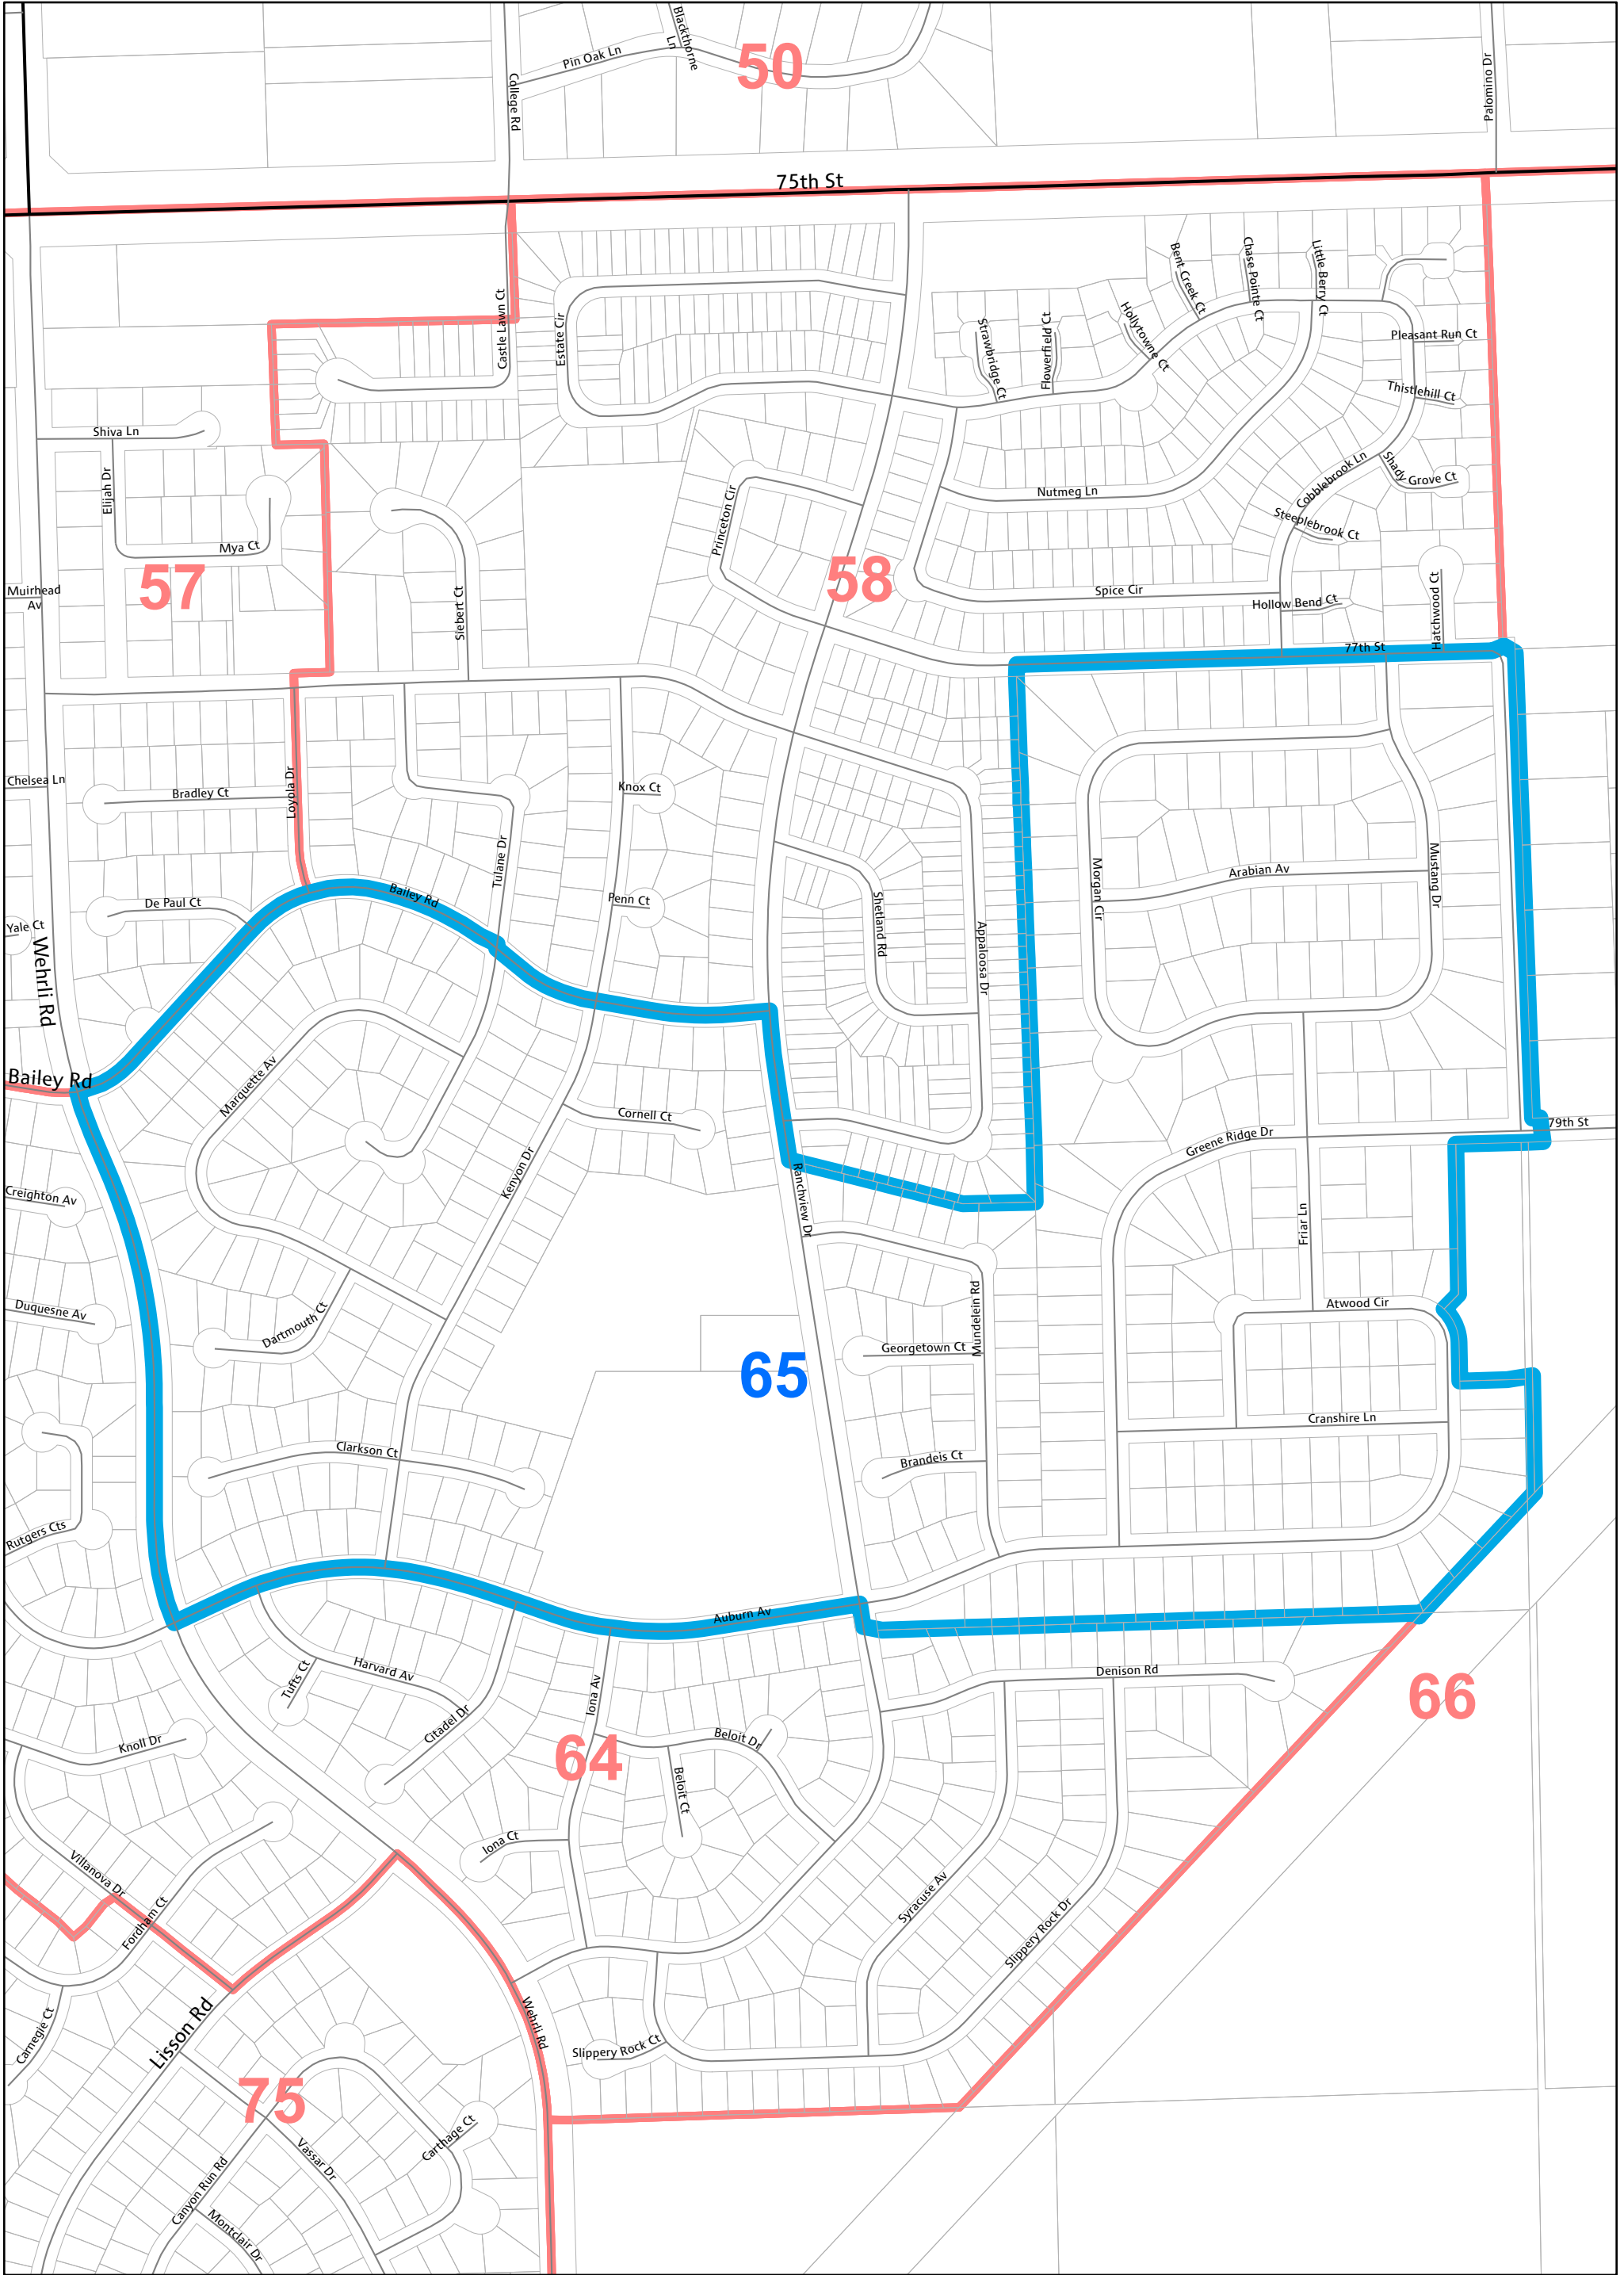 Blackthorne
Ln
Pin Oak Ln
50
College Rd
Palomino Dr
75th St
Bent Creek Ct
Chase Pointe Ct
Little Berry Ct
Castle Lawn Ct
Estate Cir
Strawbridge Ct
Flowerfield Ct
Hollytowne Ct
Pleasant Run Ct
Thistlehill Ct
Shiva Ln
Elijah Dr
Cobblebrook Ln
Shady
Grove Ct
Nutmeg Ln
Princeton Cir
Steeplebrook Ct
Mya Ct
57
58
Muirhead
Av
Siebert Ct
Spice Cir
Hollow Bend Ct
Hatchwood Ct
77th St
Chelsea Ln
Bradley Ct
Loyola Dr
Knox Ct
Tulane Dr
Morgan Cir
Arabian Av
Mustang Dr
Bailey Rd
De Paul Ct
Penn Ct
Shetland Rd
Appaloosa Dr
Yale Ct
Wehrli Rd
Bailey Rd
Marquette Av
Cornell Ct
79th St
Greene Ridge Dr
Kenyon Dr
Ranchview Dr
Creighton Av
Friar Ln
Duquesne Av
Dartmouth Ct
Mundelein Rd
Atwood Cir
Georgetown Ct
65
Cranshire Ln
Clarkson Ct
Brandeis Ct
Rutgers Cts
Auburn Av
Tufts Ct
Harvard Av
Denison Rd
66
Iona Av
Citadel Dr
Knoll Dr
Beloit Dr
64
Beloit Ct
Iona Ct
Villanova Dr
Fordham Ct
Syracuse Av
Slippery Rock Dr
Carnegie Ct
Lisson Rd
Wehrli Rd
Slippery Rock Ct
75
Carthage Ct
Vassar Dr
Canyon Run Rd
Montclair Dr